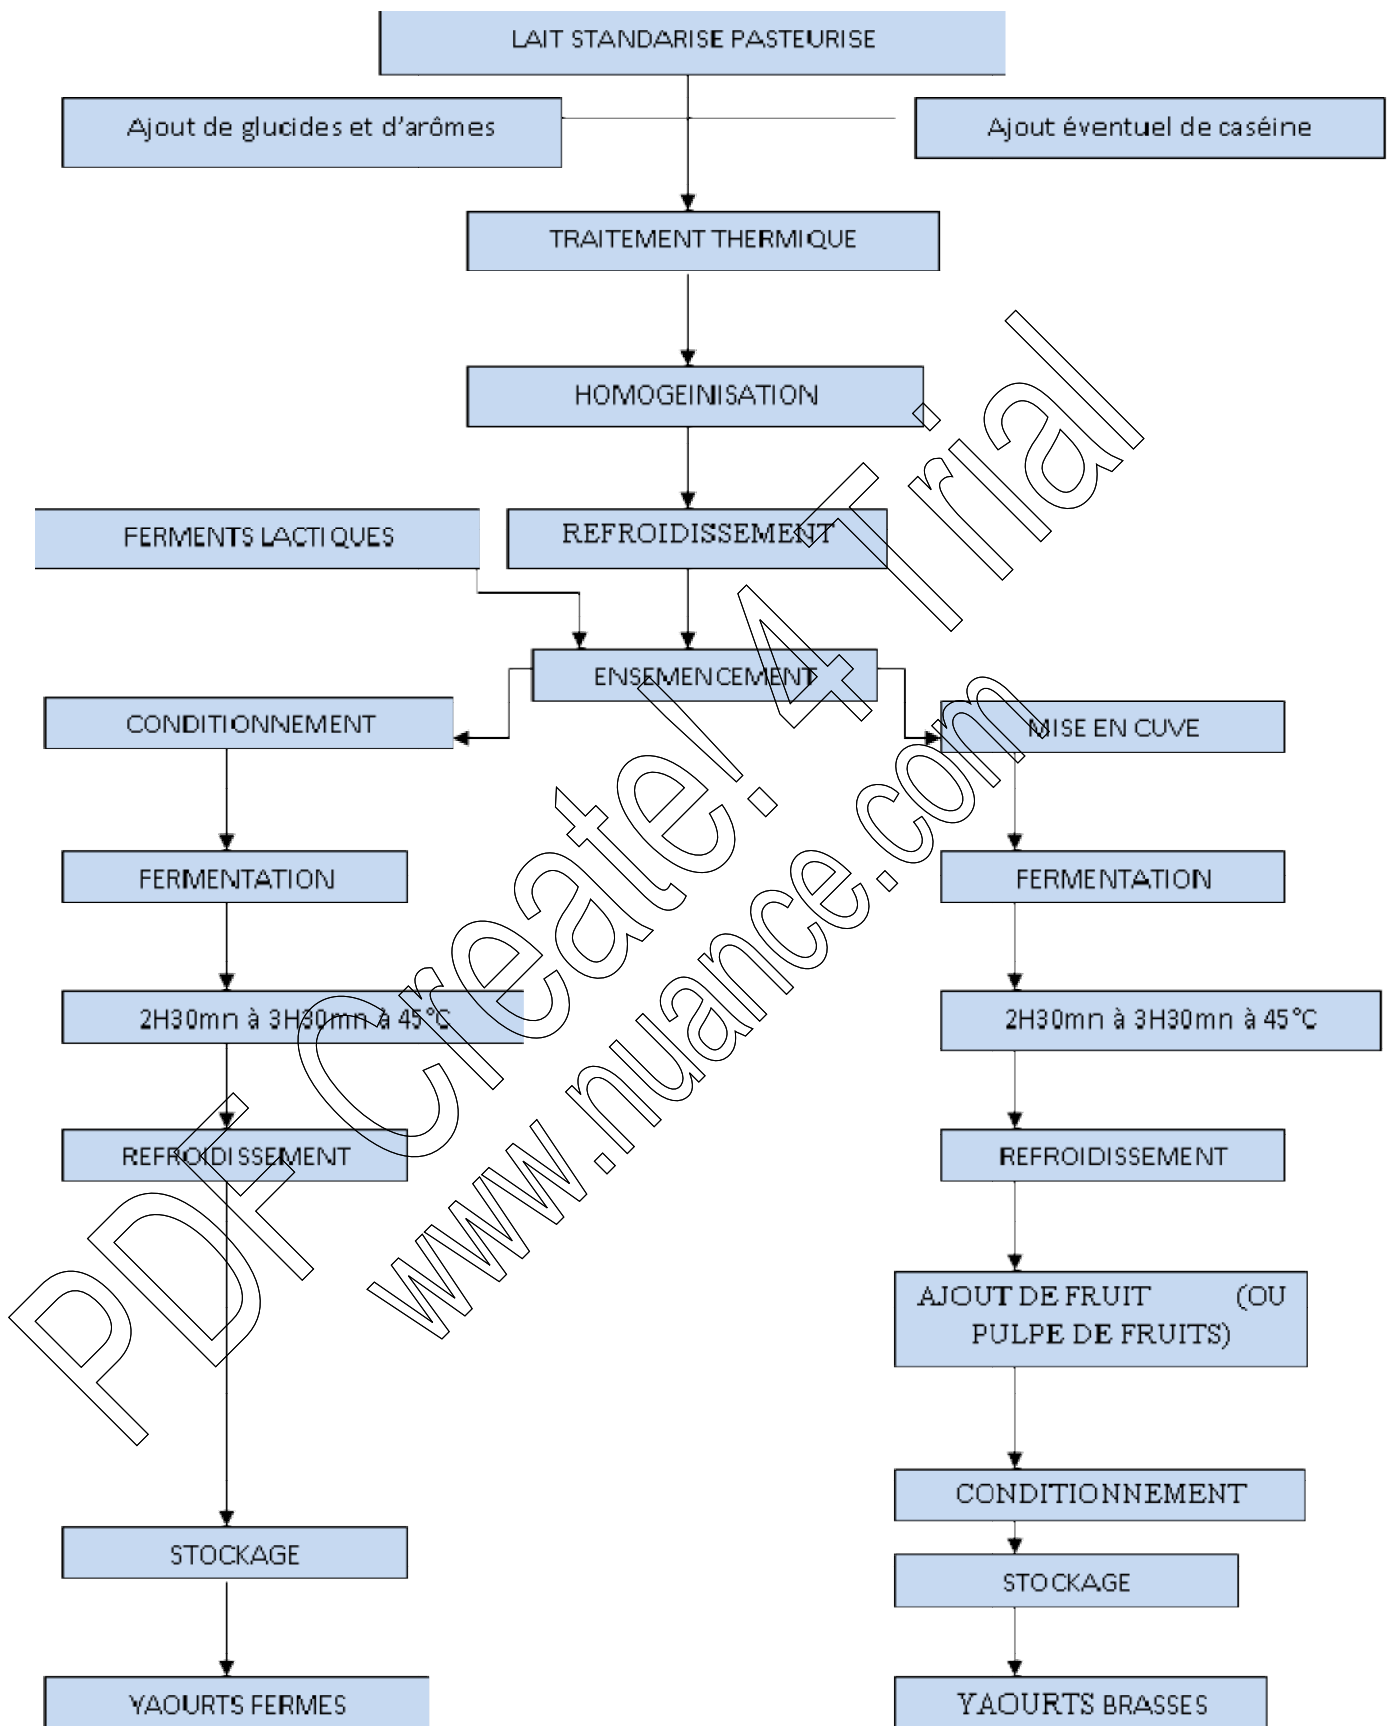 LAIT STANDARISE PASTEURISE
Ajout de glucides et d'arômes
Ajout éventuel de caséine
TRAITEMENT THERMIQUE
HOMOGEINISATION
FERMENTS LACTIQUES
REFROIDISSEMENT
ENSEMENCEMENT
CONDITIONNEMENT
MISE EN CUVE
FERMENTATION
FERMENTATION
2H30mn à 3H30mn à 45°C
2H30mn à 3H30mn à 45°C
REFROIDISSEMENT
REFROIDISSEMENT
AJOUT DE FRUIT (OU
PULPE DE FRUITS)
CONDITIONNEMENT
STOCKAGE
STOCKAGE
YAOURTS FERMES
YAOURTS BRASSES
PDF Create! 4 Trial
www.nuance.com